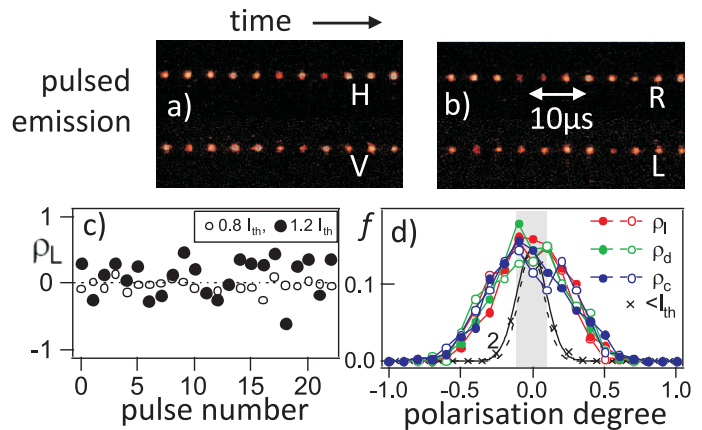 time
pulsed
emission
a)
H
V
b)
R
10μs
L
c)
0.8 Ith, 1.2 Ith
ρL
1
0
-1
0 10 20
pulse number
d)
f
0.1
0.0
2
ρl
ρd
ρc
<Ith
-1.0 -0.5 0.0 0.5 1.0
polarisation degree